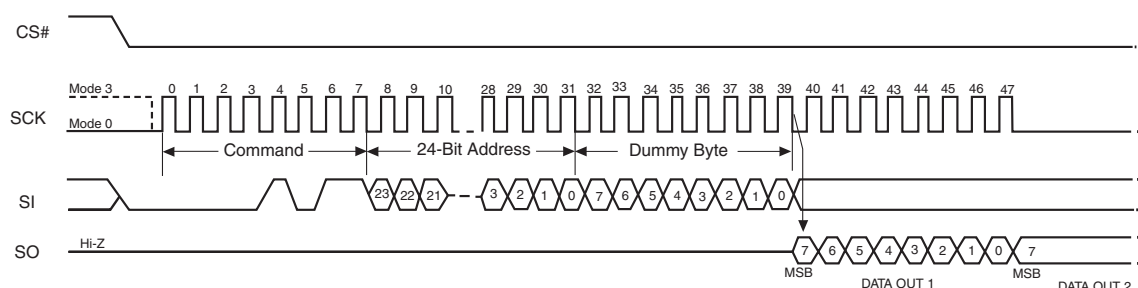 CS#
Mode 3
0 1 2 3 4 5 6 7 8 9 10 28 29 30 31 32 33 34 35 36 37 38 39 40 41 42 43 44 45 46 47
SCK
Mode 0
Command 24-Bit Address Dummy Byte
SI
23 22 21 3 2 1 0 7 6 5 4 3 2 1 0
SO
Hi-Z
7 6 5 4 3 2 1 0 7
MSB MSB
DATA OUT 1 DATA OUT 2